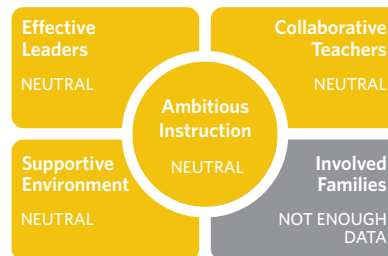 Effective
Leaders
NEUTRAL
Collaborative
Teachers
NEUTRAL
Ambitious
Instruction
NEUTRAL
Supportive
Environment
NEUTRAL
Involved
Families
NOT ENOUGH
DATA